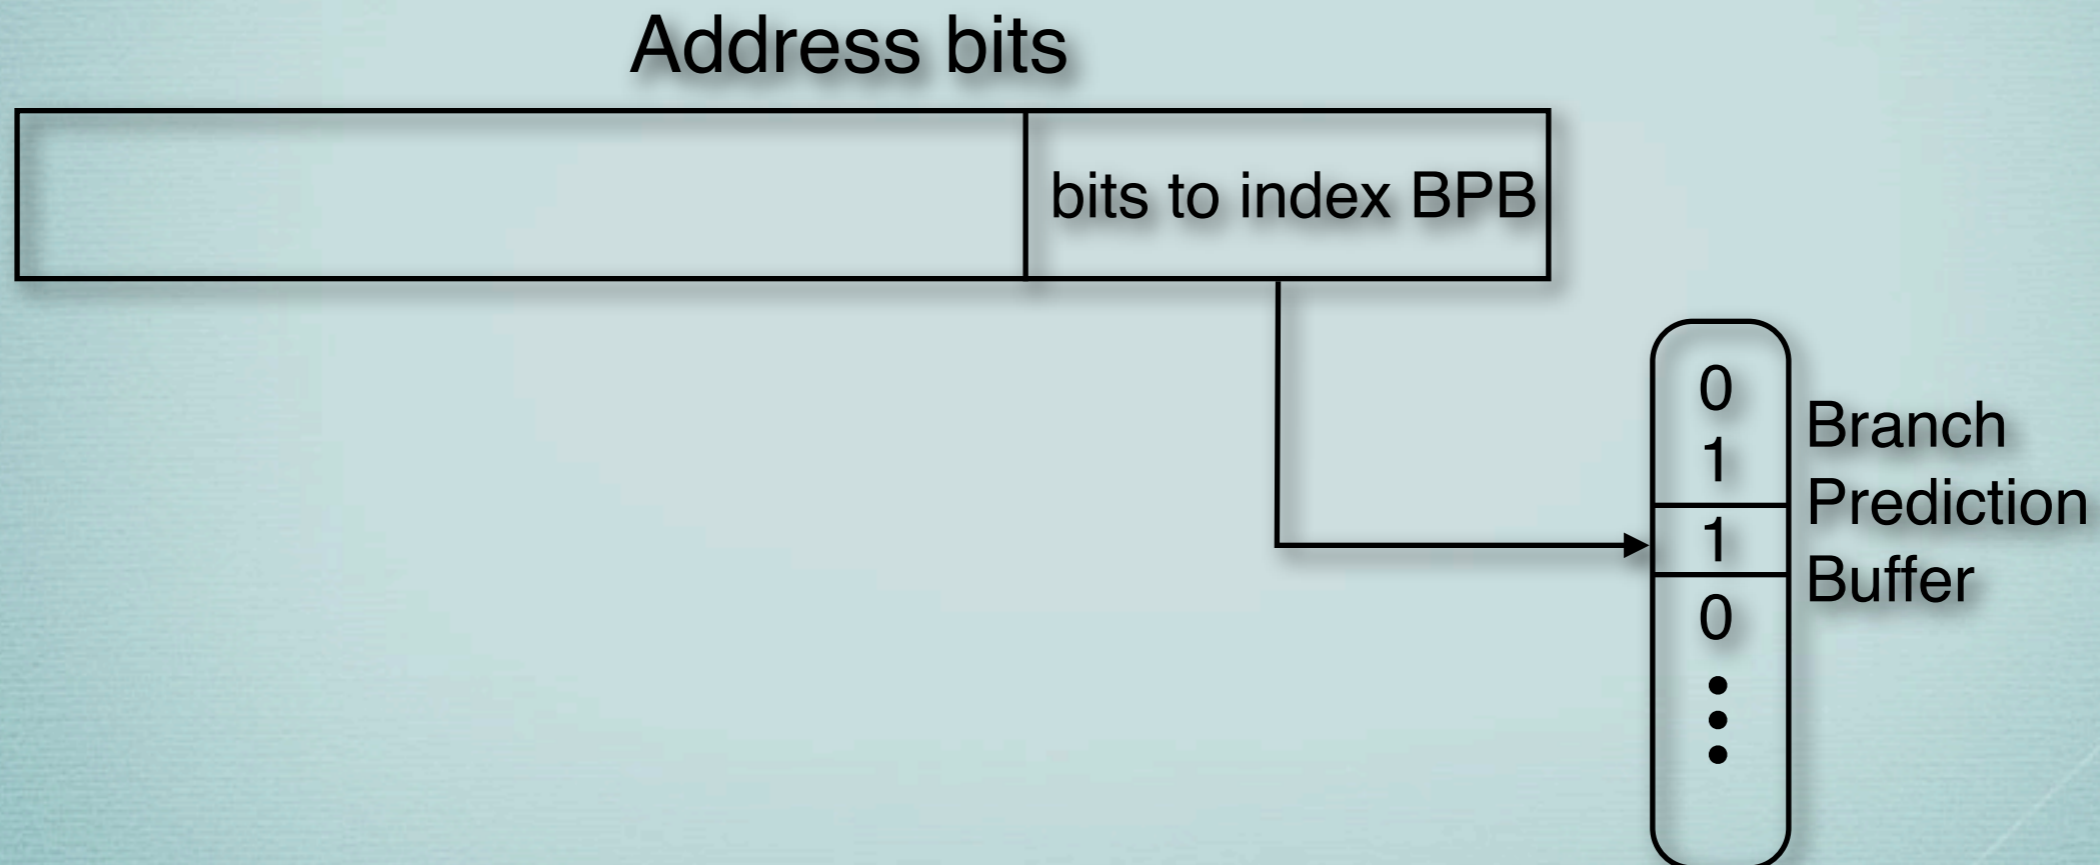 Address bits
bits to index BPB
0
1
1
0
Branch
Prediction
Buffer